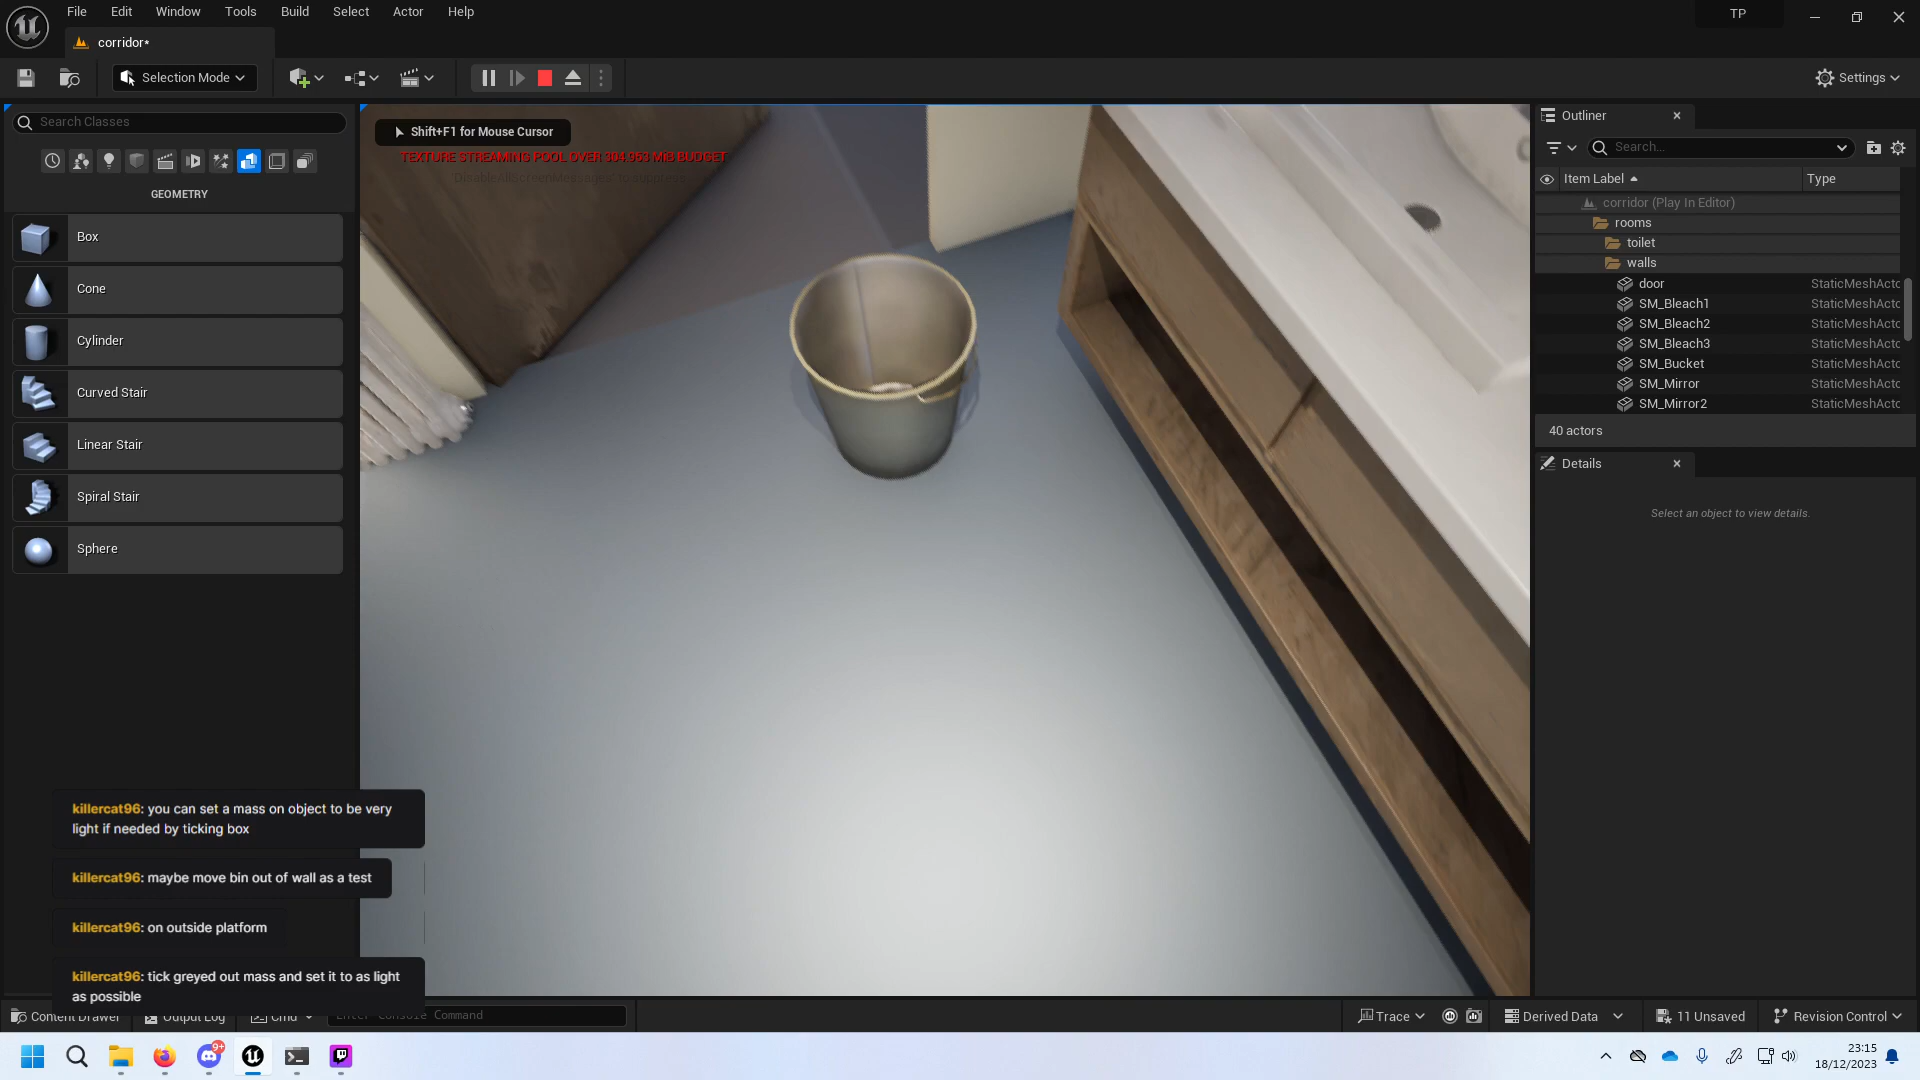 File Edit Window Tools Build Select Actor Help
TP
corridor*
Selection Mode
Settings
Search Classes
GEOMETRY
Box
Cone
Cylinder
Curved Stair
Linear Stair
Spiral Stair
Sphere
Shift+F1 for Mouse Cursor
TEXTURE STREAMING POOL OVER 304.953 MiB BUDGET
Outliner
Search...
Item Label Type
corridor (Play In Editor)
rooms
toilet
walls
door StaticMeshActo
SM_Bleach1 StaticMeshActo
SM_Bleach2 StaticMeshActo
SM_Bleach3 StaticMeshActo
SM_Bucket StaticMeshActo
SM_Mirror StaticMeshActo
SM_Mirror2 StaticMeshActo
40 actors
Details
Select an object to view details.
killercat96: you can set a mass on object to be very
light if needed by ticking box
killercat96: maybe move bin out of wall as a test
killercat96: on outside platform
killercat96: tick greyed out mass and set it to as light
as possible
Content Drawer Output Log Cmd Enter Console Command
Trace Derived Data 11 Unsaved Revision Control
9+
23:15
18/12/2023